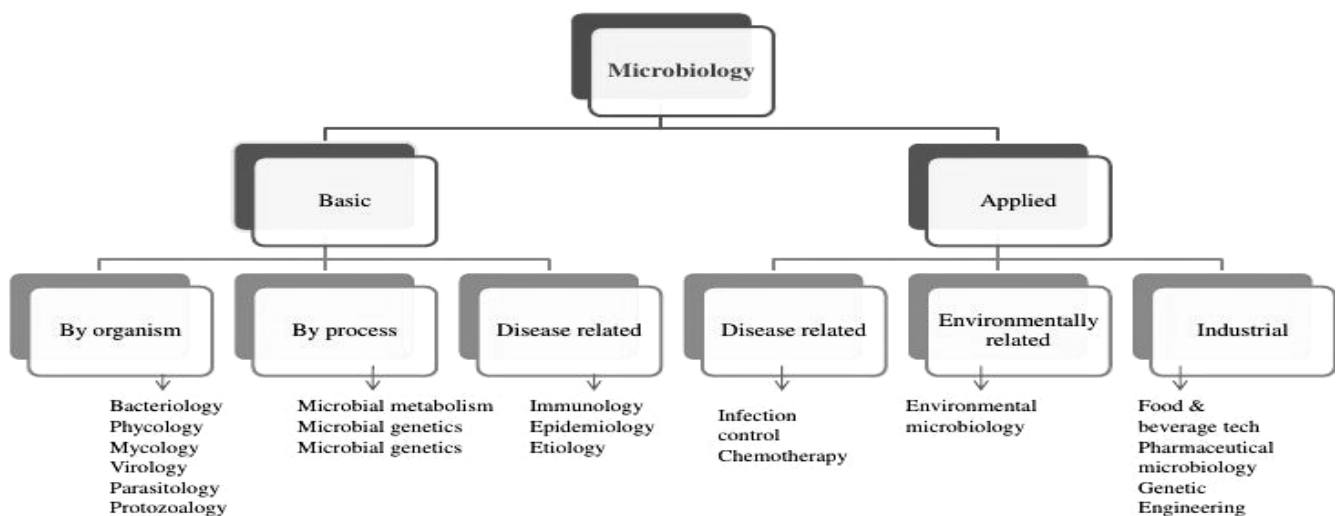 Microbiology
Basic
Applied
By organism
By process
Disease related
Disease related
Environmentally
related
Industrial
Bacteriology
Phycology
Mycology
Virology
Parasitology
Protozoalogy
Microbial metabolism
Microbial genetics
Microbial genetics
Immunology
Epidemiology
Etiology
Infection
control
Chemotherapy
Environmental
microbiology
Food &
beverage tech
Pharmaceutical
microbiology
Genetic
Engineering